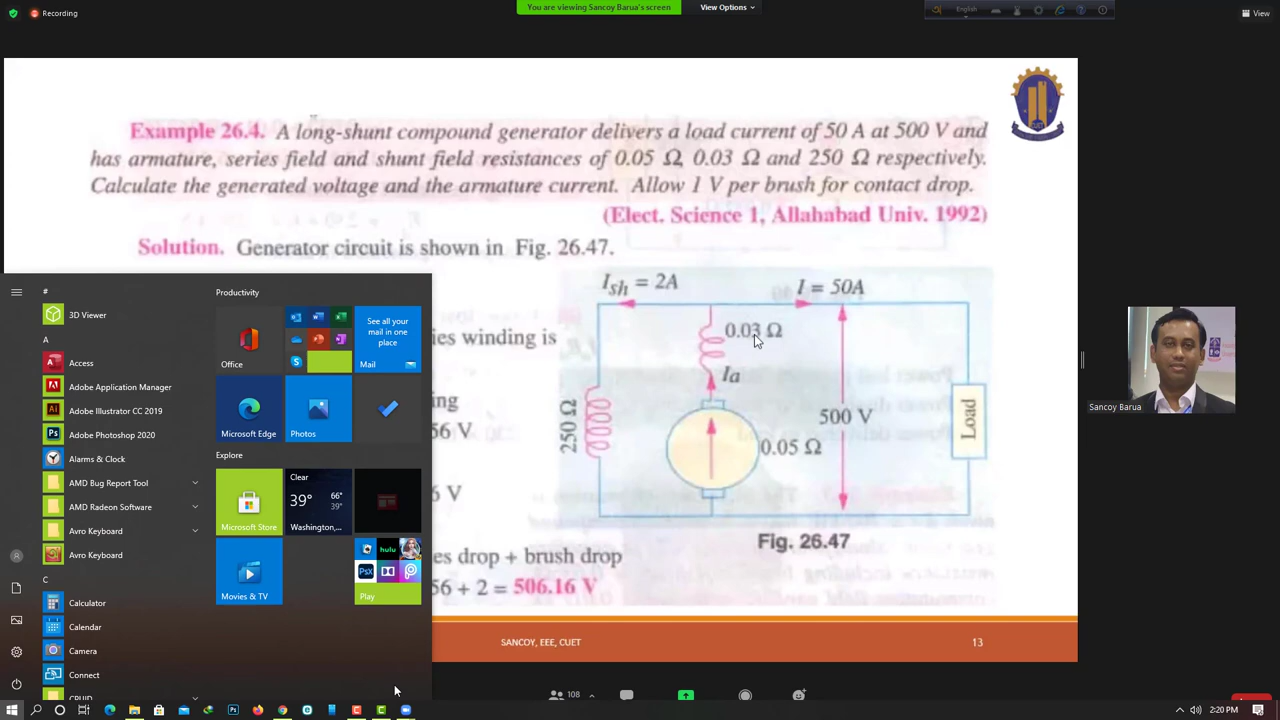 Recording
You are viewing Sancoy Barua's screen
View Options
English
View
Example 26.4. A long-shunt compound generator delivers a load current of 50 A at 500 V and
has armature, series field and shunt field resistances of 0.05 Ω, 0.03 Ω and 250 Ω respectively.
Calculate the generated voltage and the armature current. Allow 1 V per brush for contact drop.
(Elect. Science 1, Allahabad Univ. 1992)
Solution. Generator circuit is shown in Fig. 26.47.
Ish = 2A
I = 50A
0.03 Ω
Ia
250 Ω
0.05 Ω
500 V
Load
Fig. 26.47
ies winding is
ng
56 V
6 V
es drop + brush drop
56 + 2 = 506.16 V
SANCOY, EEE, CUET
13
Sancoy Barua
#
3D Viewer
A
Access
Adobe Application Manager
Adobe Illustrator CC 2019
Adobe Photoshop 2020
Alarms & Clock
AMD Bug Report Tool
AMD Radeon Software
Avro Keyboard
Avro Keyboard
C
Calculator
Calendar
Camera
Connect
CPUID
Productivity
Office
See all
your mail in one
place
Mail
Microsoft Edge
Photos
Explore
Microsoft Store
Clear
39°
66°
39°
Washington,...
Movies & TV
hulu
Play
108
2:20 PM